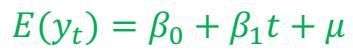 E(y_t) = β_0 + β_1t + μ